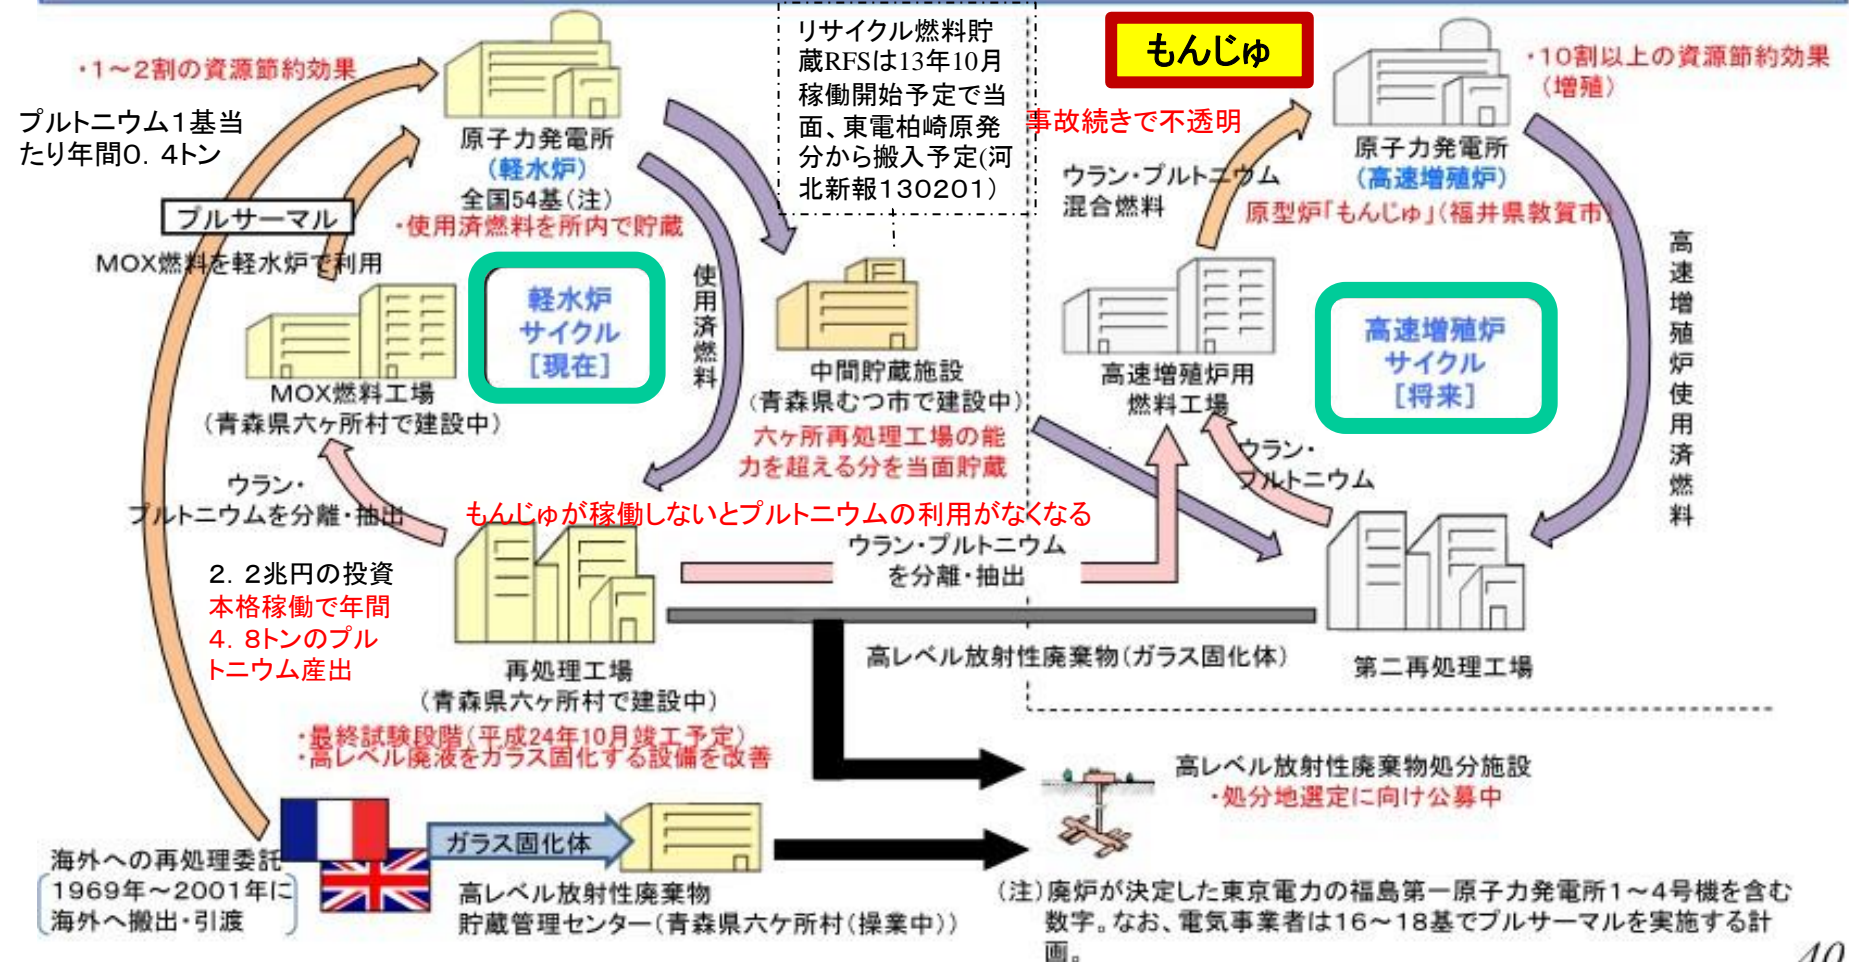 ・1～2割の資源節約効果
プルトニウム１基当
たり年間０．４トン
原子力発電所
（軽水炉）
全国54基（注）
・使用済燃料を所内で貯蔵
プルサーマル
MOX燃料を軽水炉で利用
リサイクル燃料貯
蔵RFSは13年10月
稼働開始予定で当
面、東電柏崎原発
分から搬入予定(河
北新報１３０２０１）
もんじゅ
事故続きで不透明
・10割以上の資源節約効果
（増殖）
原子力発電所
（高速増殖炉）
原型炉「もんじゅ」（福井県敦賀市）
ウラン・プルトニウム
混合燃料
軽水炉
サイクル
［現在］
使用済燃料
高速増殖炉
サイクル
［将来］
高速増殖炉使用済燃料
MOX燃料工場
（青森県六ヶ所村で建設中）
中間貯蔵施設
（青森県むつ市で建設中）
六ヶ所再処理工場の能
力を超える分を当面貯蔵
高速増殖炉用
燃料工場
ウラン・
プルトニウム
ウラン・
プルトニウムを分離・抽出
もんじゅが稼働しないとプルトニウムの利用がなくなる
ウラン・プルトニウム
を分離・抽出
２．２兆円の投資
本格稼働で年間
４．８トンのプル
トニウム産出
再処理工場
（青森県六ヶ所村で建設中）
・最終試験段階（平成24年10月竣工予定）
・高レベル廃液をガラス固化する設備を改善
高レベル放射性廃棄物（ガラス固化体）
第二再処理工場
高レベル放射性廃棄物処分施設
・処分地選定に向け公募中
海外への再処理委託
1969年～2001年に
海外へ搬出・引渡
ガラス固化体
高レベル放射性廃棄物
貯蔵管理センター（青森県六ケ所村（操業中））
（注）廃炉が決定した東京電力の福島第一原子力発電所1～4号機を含む
数字。なお、電気事業者は16～18基でプルサーマルを実施する計
画。